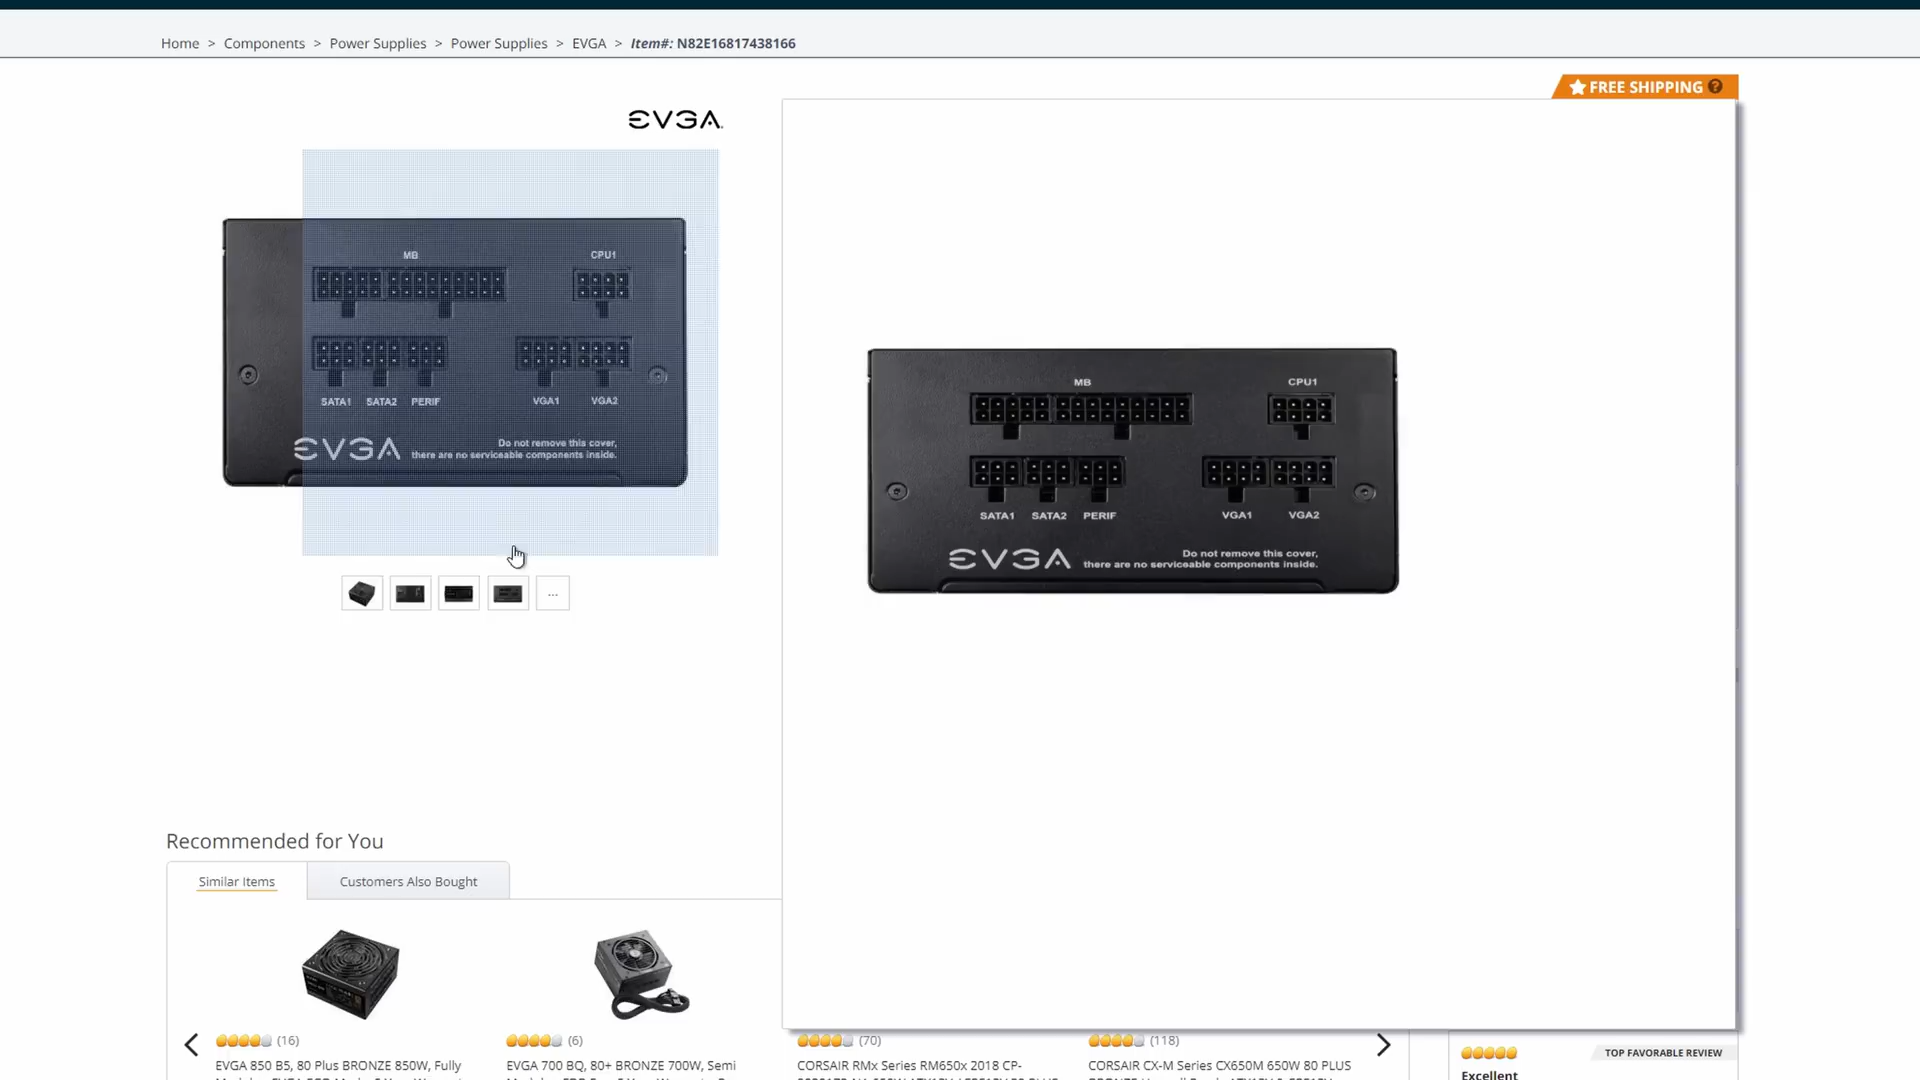 Home > Components > Power Supplies > Power Supplies > EVGA > Item#: N82E16817438166
FREE SHIPPING ?
EVGA
MB CPU1
SATA1 SATA2 PERIF VGA1 VGA2
EVGA
Do not remove this cover,
there are no serviceable components inside.
MB CPU1
SATA1 SATA2 PERIF VGA1 VGA2
EVGA
Do not remove this cover,
there are no serviceable components inside.
...
Recommended for You
Similar Items
Customers Also Bought
(16)
EVGA 850 B5, 80 Plus BRONZE 850W, Fully
(6)
EVGA 700 BQ, 80+ BRONZE 700W, Semi
(70)
CORSAIR RMx Series RM650x 2018 CP-
(118)
CORSAIR CX-M Series CX650M 650W 80 PLUS
TOP FAVORABLE REVIEW
Excellent